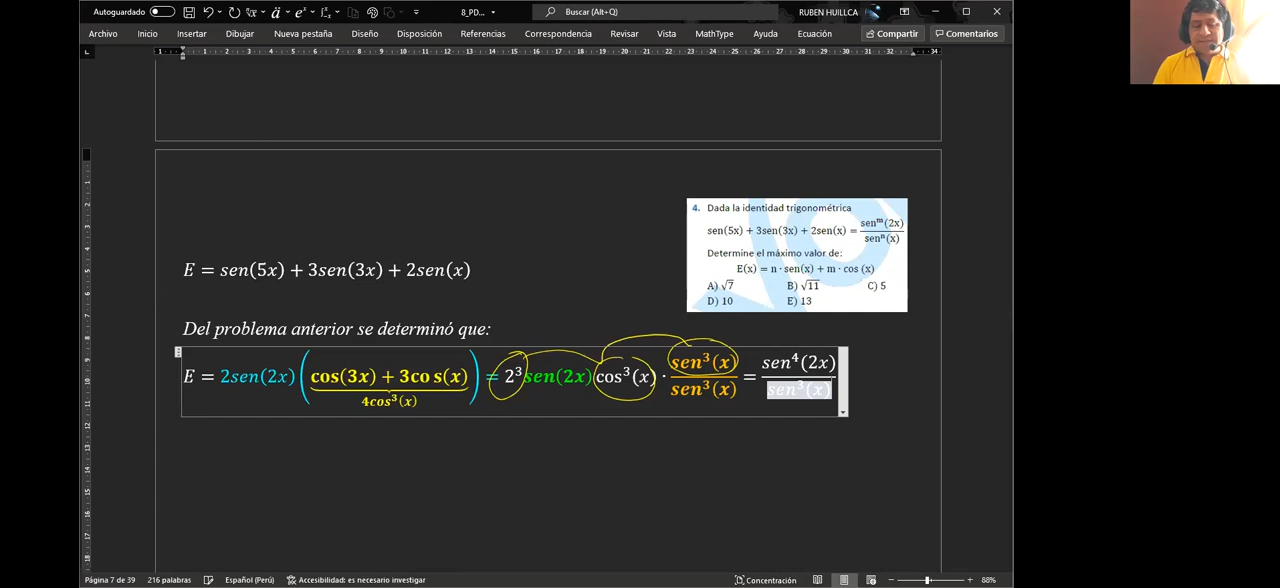 Autoguardado 8_PD... Buscar (Alt+Q) RUBEN HUILLCA
Archivo Inicio Insertar Dibujar Nueva pestaña Diseño Disposición Referencias Correspondencia Revisar Vista MathType Ayuda Ecuación Compartir Comentarios
4. Dada la identidad trigonométrica
sen(5x) + 3sen(3x) + 2sen(x) = senᵐ(2x) / senⁿ(x)
Determine el máximo valor de:
E(x) = n · sen(x) + m · cos (x)
A) √7 B) √11 C) 5
D) 10 E) 13
E = sen(5x) + 3sen(3x) + 2sen(x)
Del problema anterior se determinó que:
E = 2sen(2x) (cos(3x) + 3cos(x)) = 2³sen(2x) cos³(x) · sen³(x) / sen³(x) = sen⁴(2x) / sen³(x)
4cos³(x)
Página 7 de 39 216 palabras Español (Perú) Accesibilidad: es necesario investigar Concentración 88%